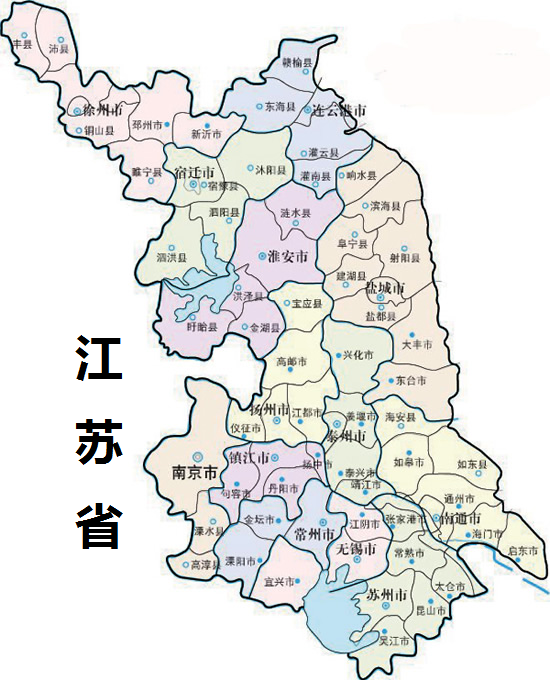 丰县
沛县
赣榆县
徐州市
铜山县
邳州市
新沂市
东海县
连云港市
灌云县
睢宁县
宿迁市
宿豫县
沭阳县
灌南县
响水县
泗阳县
涟水县
滨海县
泗洪县
淮安市
阜宁县
射阳县
洪泽县
建湖县
盐城市
盱眙县
金湖县
宝应县
盐都县
江
苏
省
高邮市
兴化市
大丰市
东台市
仪征市
扬州市
江都市
姜堰市
泰州市
海安县
南京市
镇江市
扬中市
如皋市
如东县
句容市
丹阳市
泰兴市
靖江市
通州市
溧水县
金坛市
常州市
江阴市
张家港市
南通市
海门市
启东市
高淳县
溧阳市
宜兴市
无锡市
常熟市
苏州市
太仓市
昆山市
吴江市